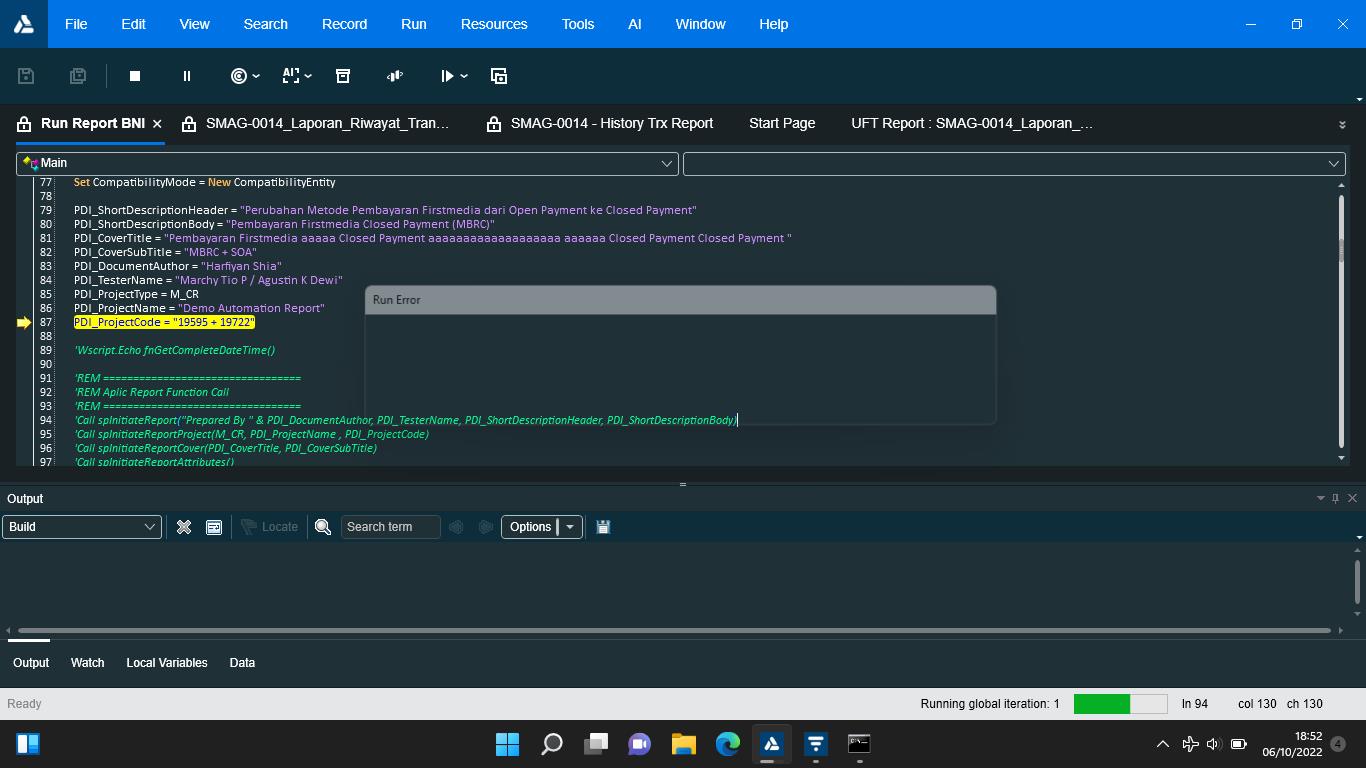 File Edit View Search Record Run Resources Tools AI Window Help
Run Report BNI SMAG-0014_Laporan_Riwayat_Tran... SMAG-0014 - History Trx Report Start Page UFT Report : SMAG-0014_Laporan_...
Main
77 Set CompatibilityMode = New CompatibilityEntity
78
79 PDI_ShortDescriptionHeader = "Perubahan Metode Pembayaran Firstmedia dari Open Payment ke Closed Payment"
80 PDI_ShortDescriptionBody = "Pembayaran Firstmedia Closed Payment (MBRC)"
81 PDI_CoverTitle = "Pembayaran Firstmedia aaaaa Closed Payment aaaaaaaaaaaaaaaaaaa aaaaaa Closed Payment Closed Payment "
82 PDI_CoverSubTitle = "MBRC + SOA"
83 PDI_DocumentAuthor = "Harfiyan Shia"
84 PDI_TesterName = "Marchy Tio P / Agustin K Dewi"
85 PDI_ProjectType = M_CR
86 PDI_ProjectName = "Demo Automation Report"
87 PDI_ProjectCode = "19595 + 19722"
Run Error
88
89 'Wscript.Echo fnGetCompleteDateTime()
90
91 'REM =================================
92 'REM Aplic Report Function Call
93 'REM =================================
94 'Call spInitiateReport("Prepared By " & PDI_DocumentAuthor, PDI_TesterName, PDI_ShortDescriptionHeader, PDI_ShortDescriptionBody)
95 'Call spInitiateReportProject(M_CR, PDI_ProjectName , PDI_ProjectCode)
96 'Call spInitiateReportCover(PDI_CoverTitle, PDI_CoverSubTitle)
97 'Call spInitiateReportAttributes()
Output
Build Locate Search term Options
Output Watch Local Variables Data
Ready Running global iteration: 1 ln 94 col 130 ch 130
18:52
06/10/2022 4